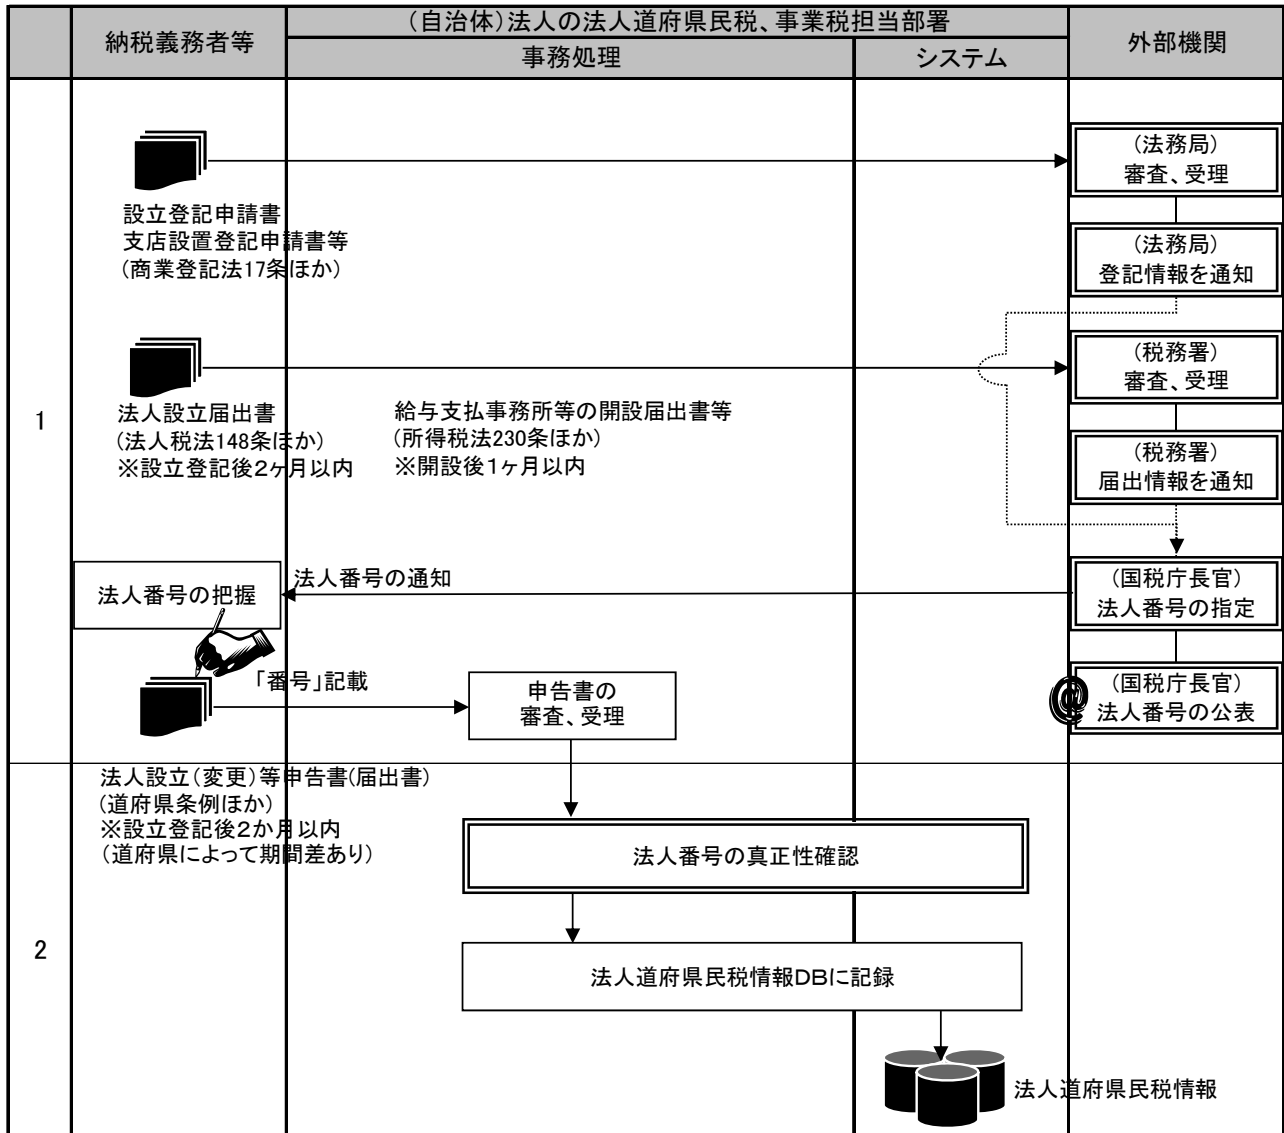 納税義務者等
(自治体)法人の法人道府県民税、事業税担当部署
事務処理
システム
外部機関
1
設立登記申請書
支店設置登記申請書等
(商業登記法17条ほか)
(法務局)
審査、受理
(法務局)
登記情報を通知
法人設立届出書
(法人税法148条ほか)
※設立登記後2ヶ月以内
給与支払事務所等の開設届出書等
(所得税法230条ほか)
※開設後1ヶ月以内
(税務署)
審査、受理
(税務署)
届出情報を通知
法人番号の把握
法人番号の通知
(国税庁長官)
法人番号の指定
「番号」記載
申告書の
審査、受理
@
(国税庁長官)
法人番号の公表
2
法人設立(変更)等申告書(届出書)
(道府県条例ほか)
※設立登記後2か月以内
(道府県によって期間差あり)
法人番号の真正性確認
法人道府県民税情報DBに記録
法人道府県民税情報